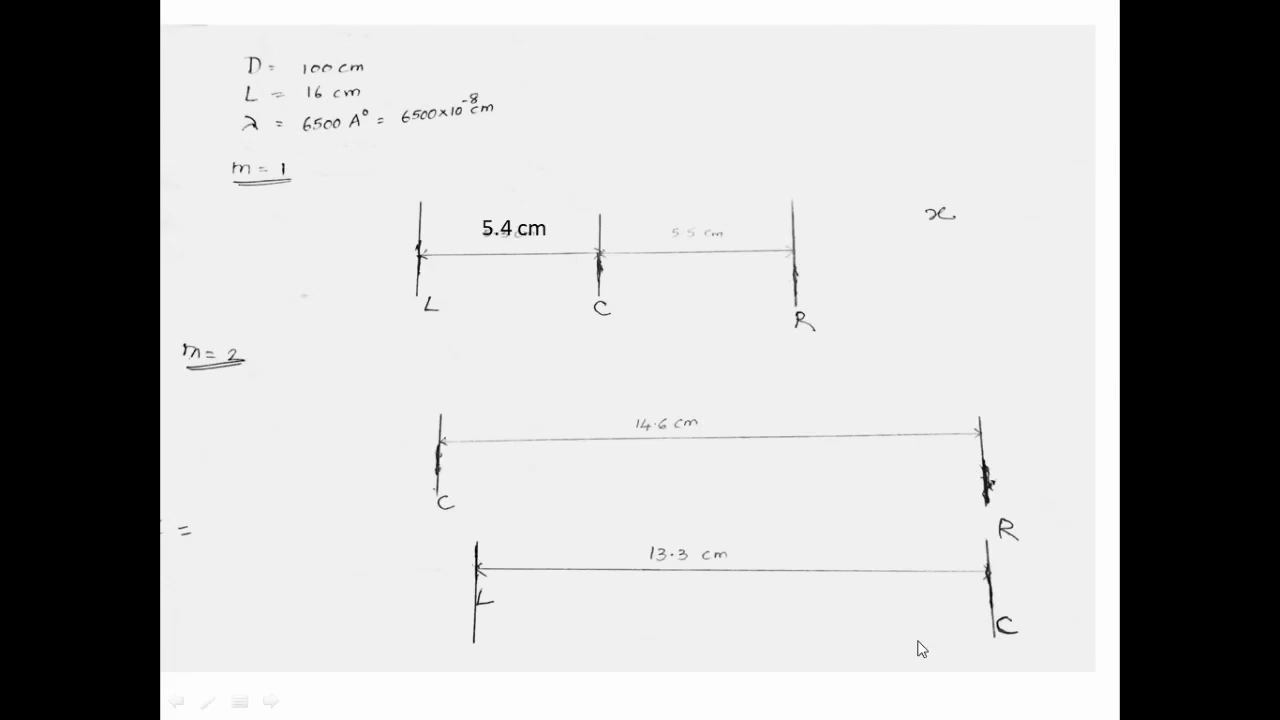 D = 100 cm
L = 16 cm
λ = 6500 A° = 6500×10⁻⁸ cm
m = 1
x
5.4 cm
5.5 cm
L
C
R
m = 2
14.6 cm
C
R
=
13.3 cm
L
C